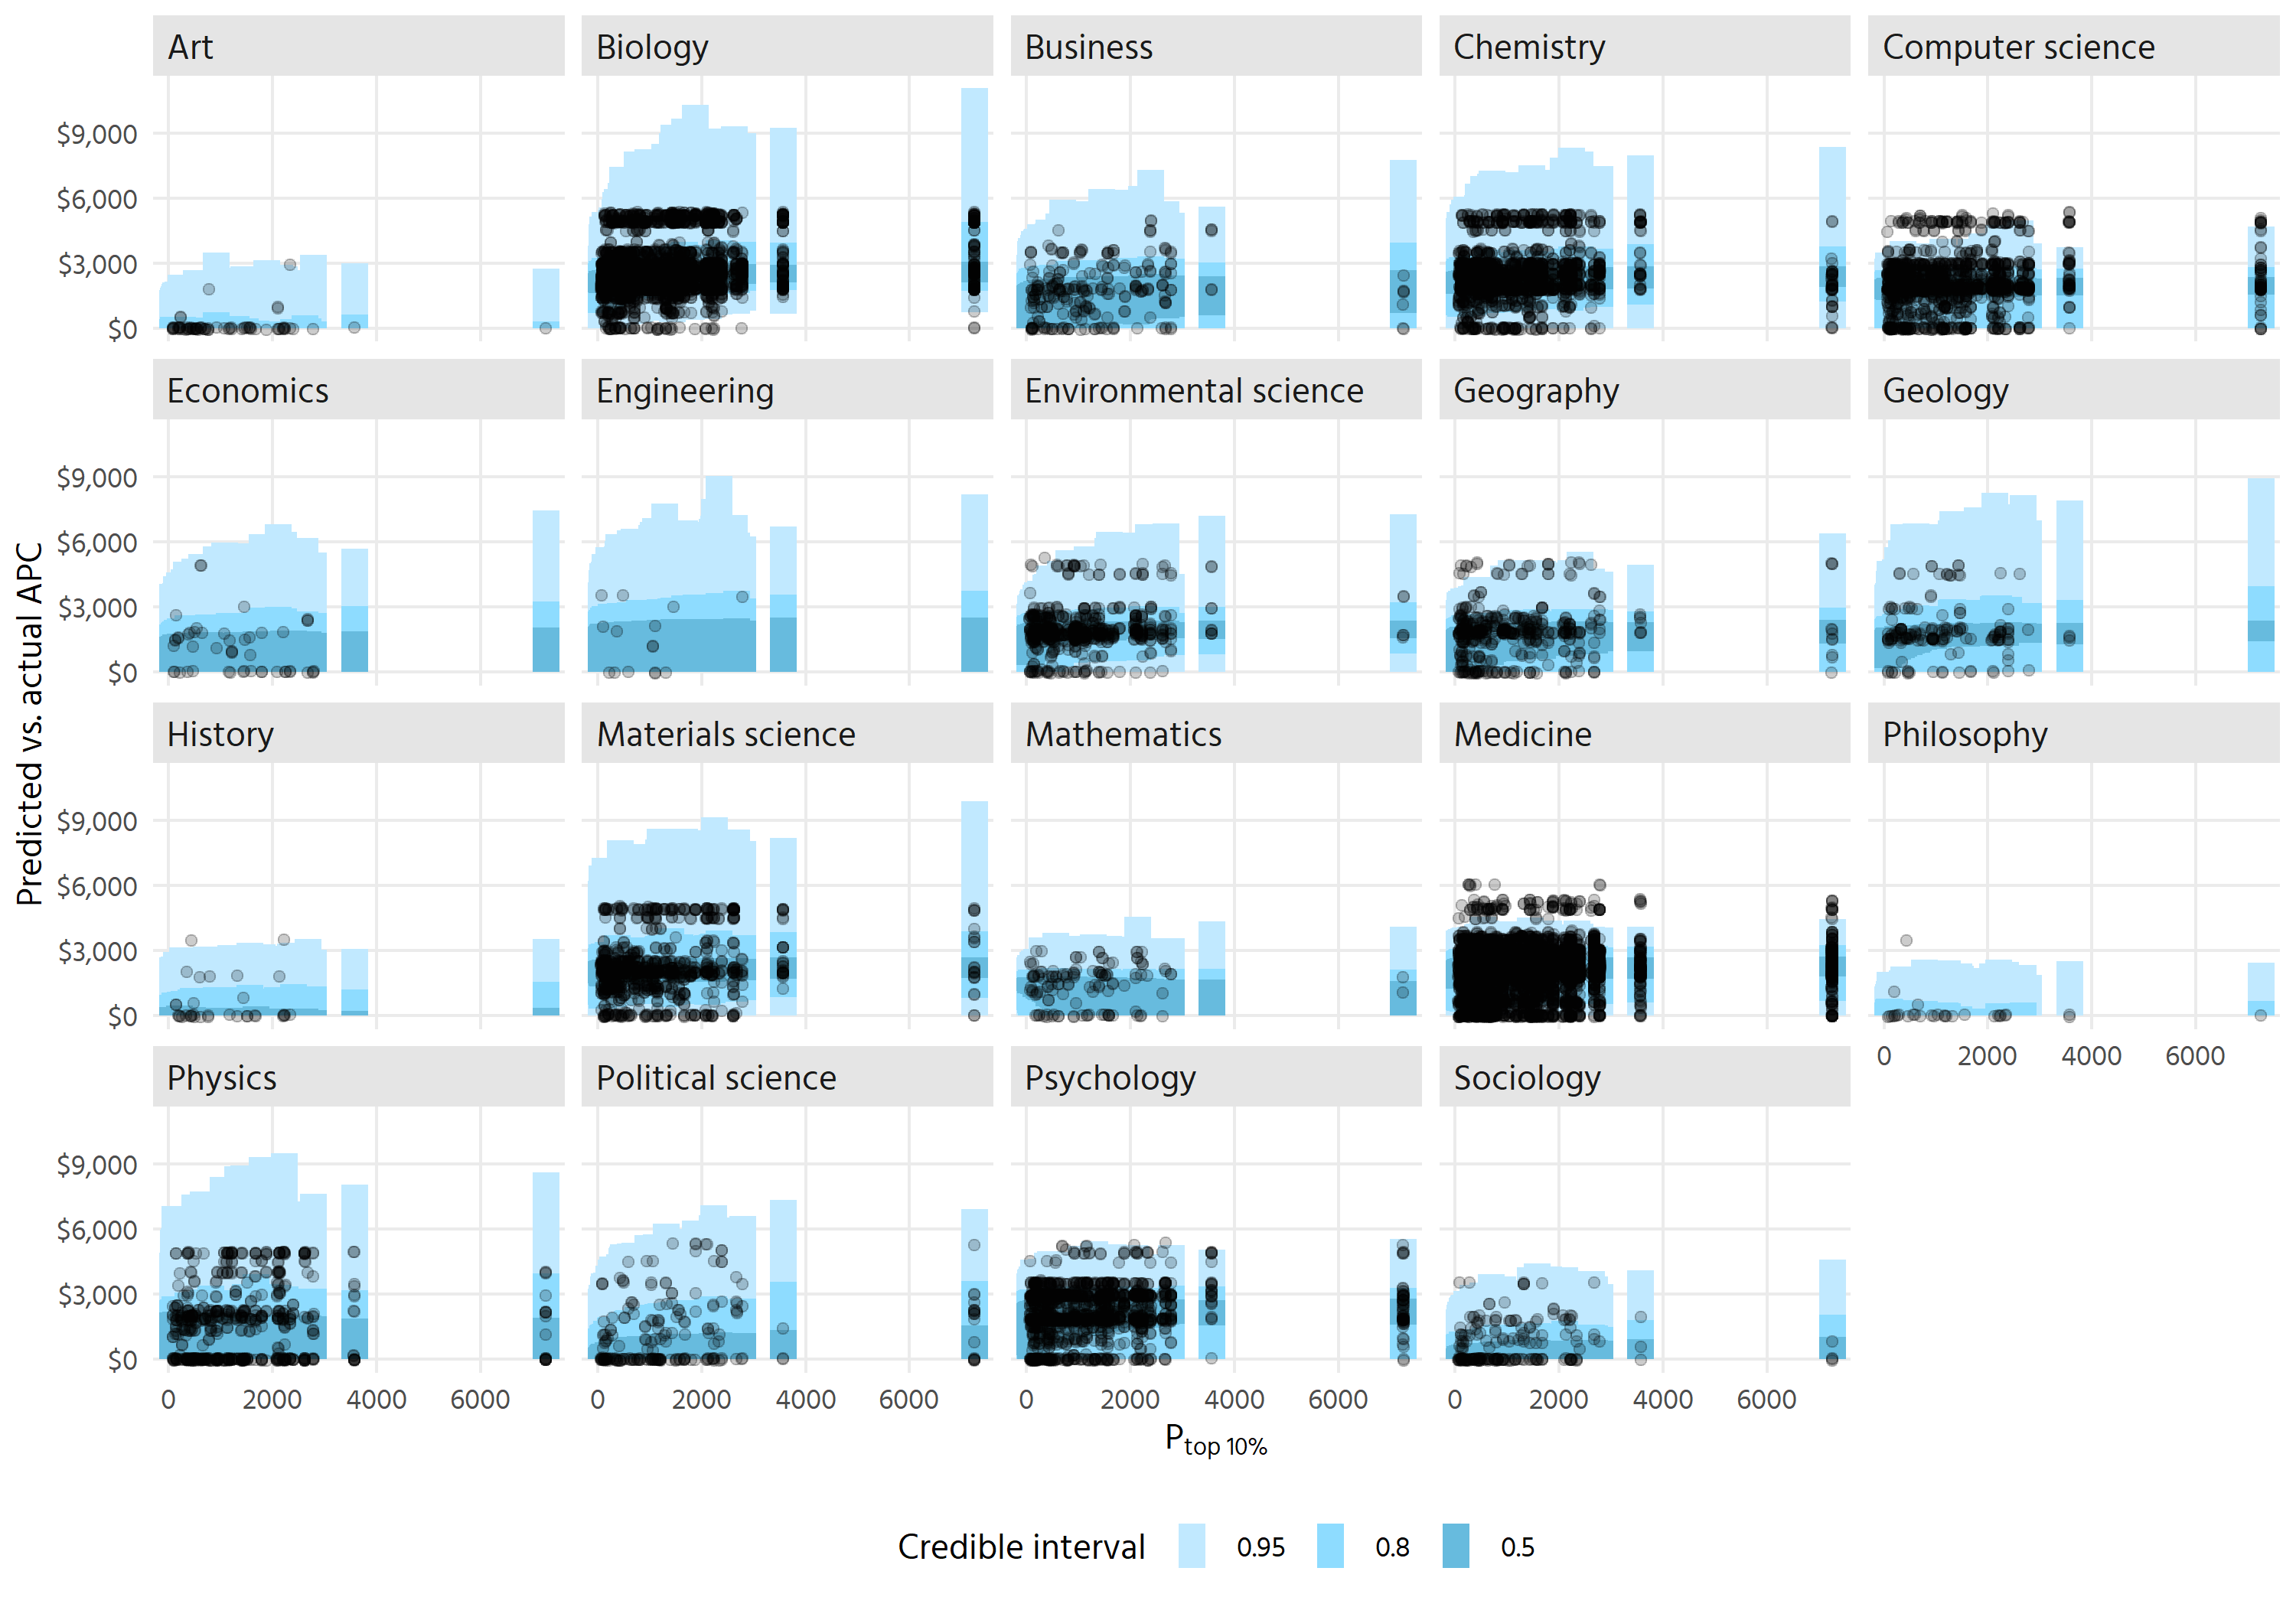 Art Biology Business Chemistry Computer science
$9,000
$6,000
$3,000
$0
Economics Engineering Environmental science Geography Geology
$9,000
$6,000
$3,000
$0
History Materials science Mathematics Medicine Philosophy
$9,000
$6,000
$3,000
$0
0 2000 4000 6000
Physics Political science Psychology Sociology
$9,000
$6,000
$3,000
$0
0 2000 4000 6000 0 2000 4000 6000 0 2000 4000 6000 0 2000 4000 6000
Predicted vs. actual APC
Ptop 10%
Credible interval 0.95 0.8 0.5